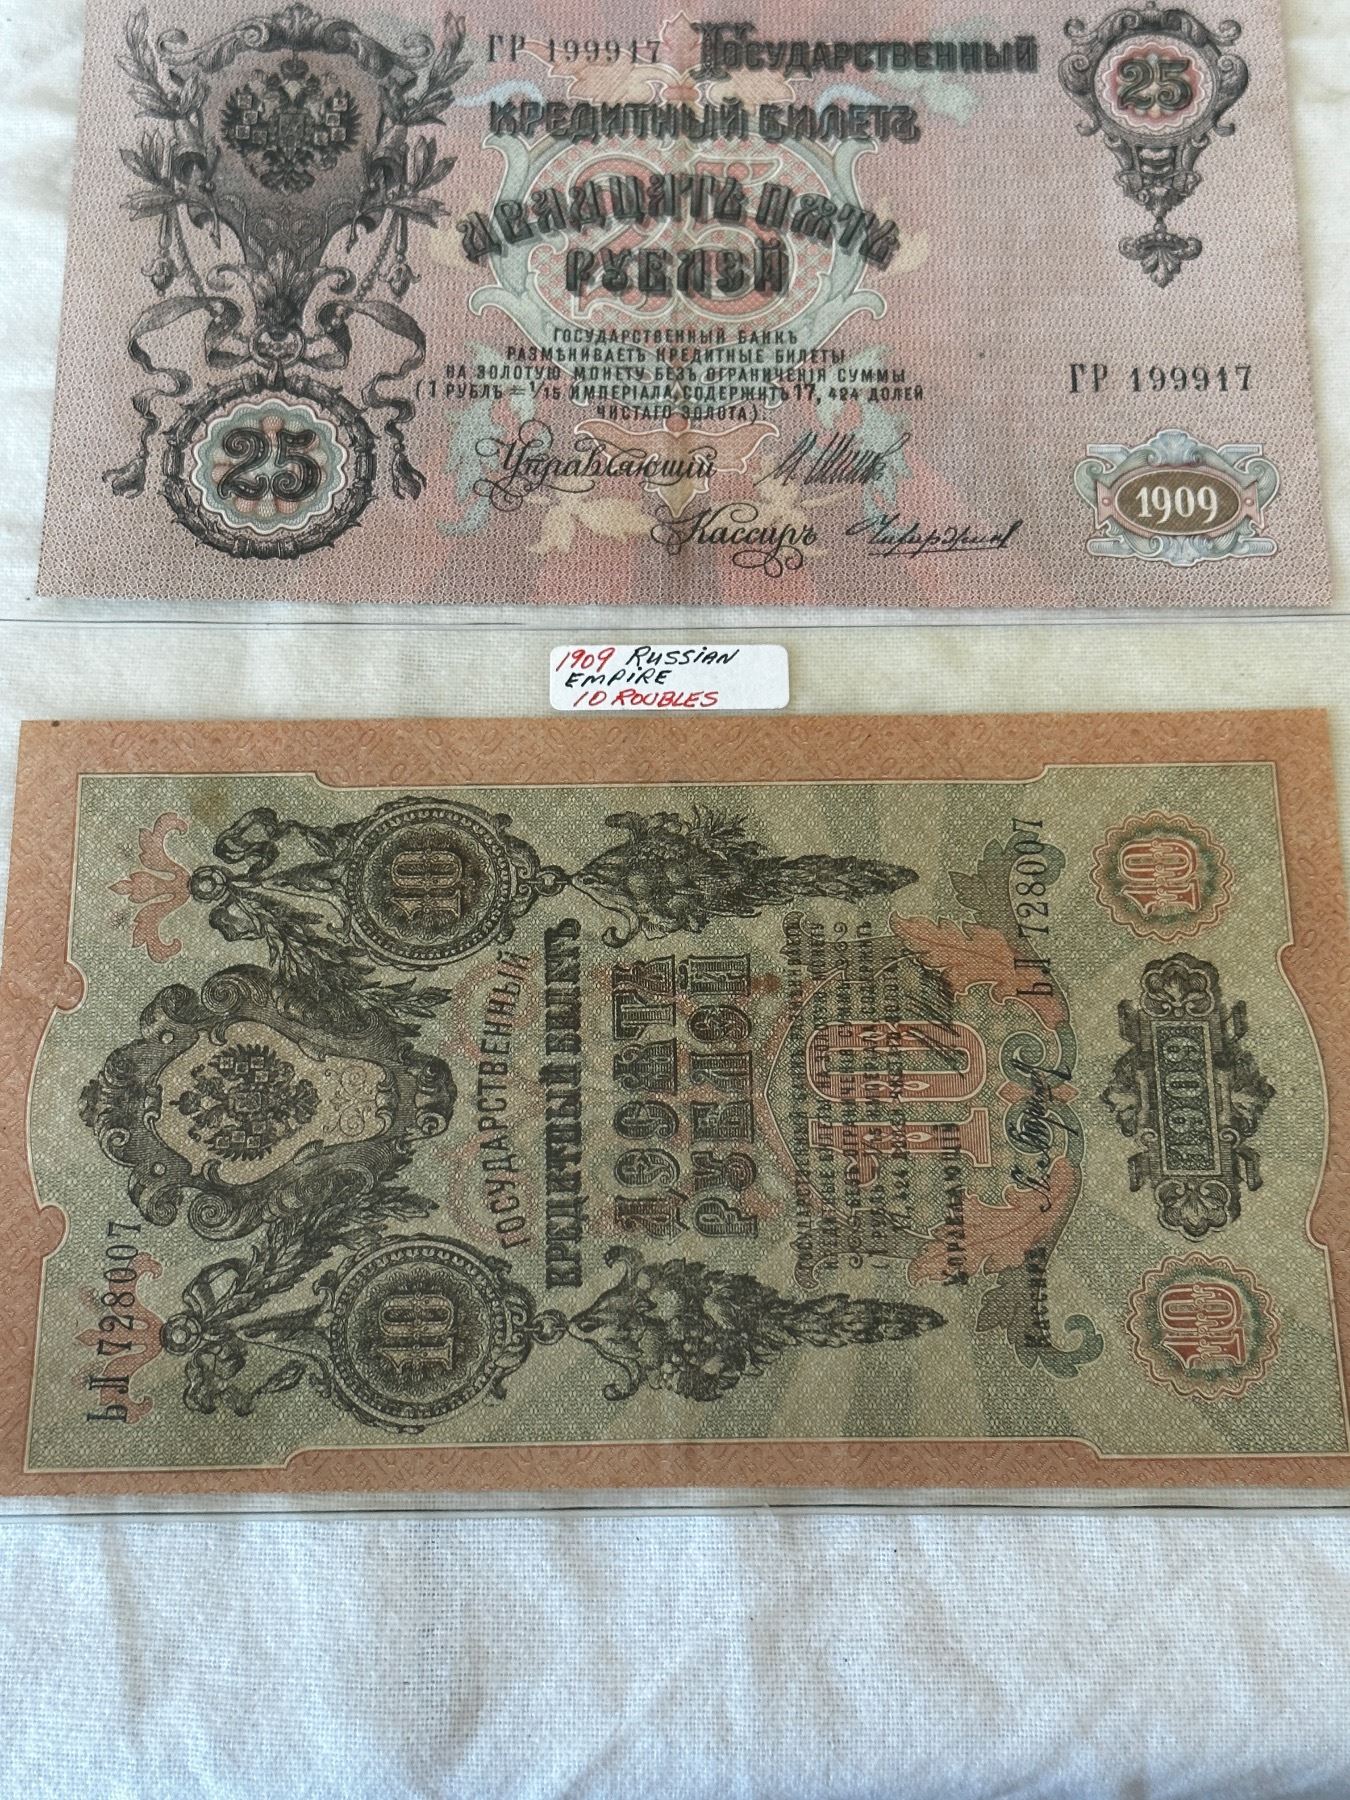 ГР 199917 Государственный
25
Кредитный Билетъ
Двадцать пять
рублей
ГОСУДАРСТВЕННЫЙ БАНКЪ
РАЗМѢНИВАЕТЪ КРЕДИТНЫЕ БИЛЕТЫ
НА ЗОЛОТУЮ МОНЕТУ БЕЗЪ ОГРАНИЧЕНІЯ СУММЫ
(1 РУБЛЬ = 1/15 ИМПЕРІАЛА, СОДЕРЖИТЪ 17,424 ДОЛЕЙ
ЧИСТАГО ЗОЛОТА).
ГР 199917
25
Управляющій
1909
Кассиръ
1909 RUSSIAN
EMPIRE
10 ROUBLES
ЬЛ 728007
10
10
ГОСУДАРСТВЕННЫЙ
КРЕДИТНЫЙ БИЛЕТЪ
ДЕСЯТЬ
РУБЛЕЙ
10
Управляющій
Кассиръ
ЬЛ 728007
10
1909
10